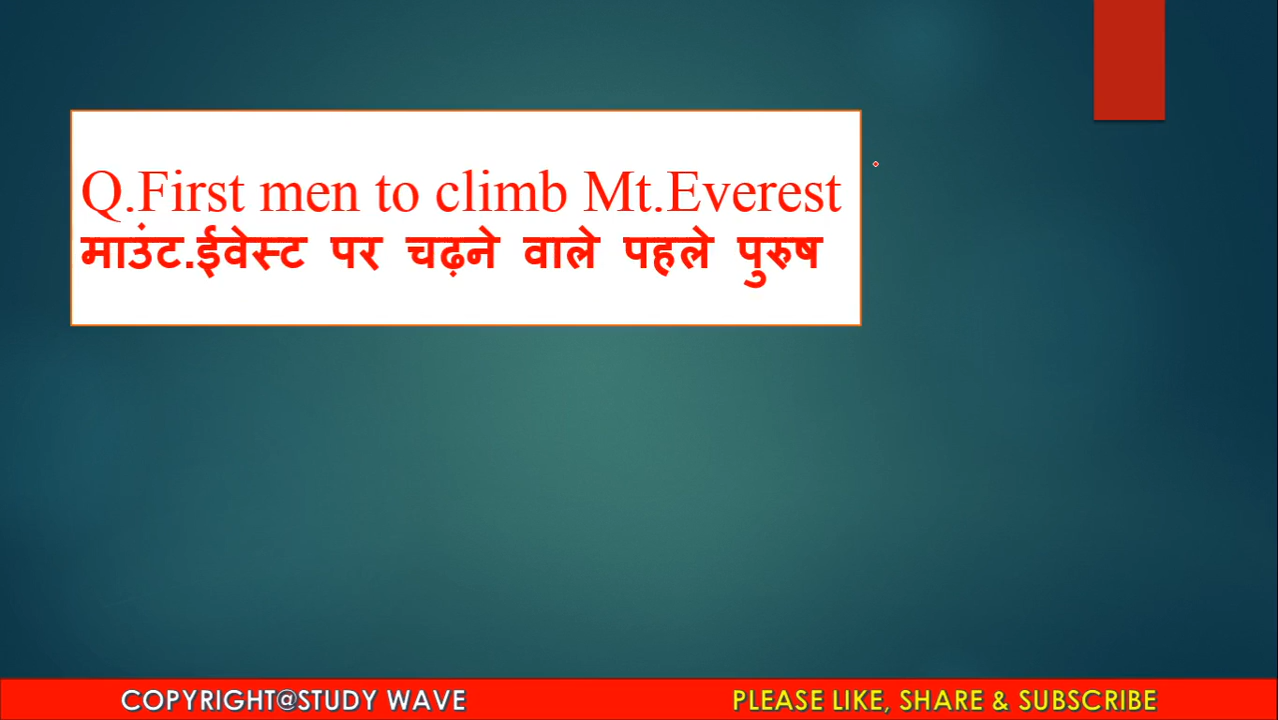 Q.First men to climb Mt.Everest
माउंट.ईवेस्ट पर चढ़ने वाले पहले पुरुष
COPYRIGHT@STUDY WAVE
PLEASE LIKE, SHARE & SUBSCRIBE